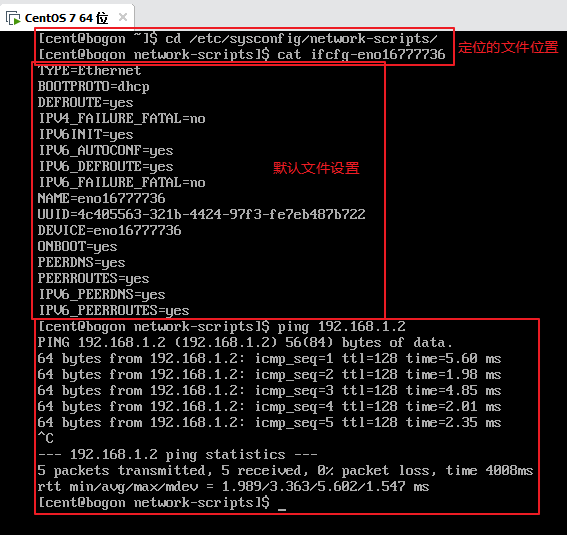 CentOS 7 64 位
[cent@bogon ~]$ cd /etc/sysconfig/network-scripts/
[cent@bogon network-scripts]$ cat ifcfg-eno16777736
定位的文件位置
TYPE=Ethernet
BOOTPROTO=dhcp
DEFROUTE=yes
IPV4_FAILURE_FATAL=no
IPV6INIT=yes
IPV6_AUTOCONF=yes
IPV6_DEFROUTE=yes
默认文件设置
IPV6_FAILURE_FATAL=no
NAME=eno16777736
UUID=4c405563-321b-4424-97f3-fe7eb487b722
DEVICE=eno16777736
ONBOOT=yes
PEERDNS=yes
PEERROUTES=yes
IPV6_PEERDNS=yes
IPV6_PEERROUTES=yes
[cent@bogon network-scripts]$ ping 192.168.1.2
PING 192.168.1.2 (192.168.1.2) 56(84) bytes of data.
64 bytes from 192.168.1.2: icmp_seq=1 ttl=128 time=5.60 ms
64 bytes from 192.168.1.2: icmp_seq=2 ttl=128 time=1.98 ms
64 bytes from 192.168.1.2: icmp_seq=3 ttl=128 time=4.85 ms
64 bytes from 192.168.1.2: icmp_seq=4 ttl=128 time=2.01 ms
64 bytes from 192.168.1.2: icmp_seq=5 ttl=128 time=2.35 ms
^C
--- 192.168.1.2 ping statistics ---
5 packets transmitted, 5 received, 0% packet loss, time 4008ms
rtt min/avg/max/mdev = 1.989/3.363/5.602/1.547 ms
[cent@bogon network-scripts]$ _